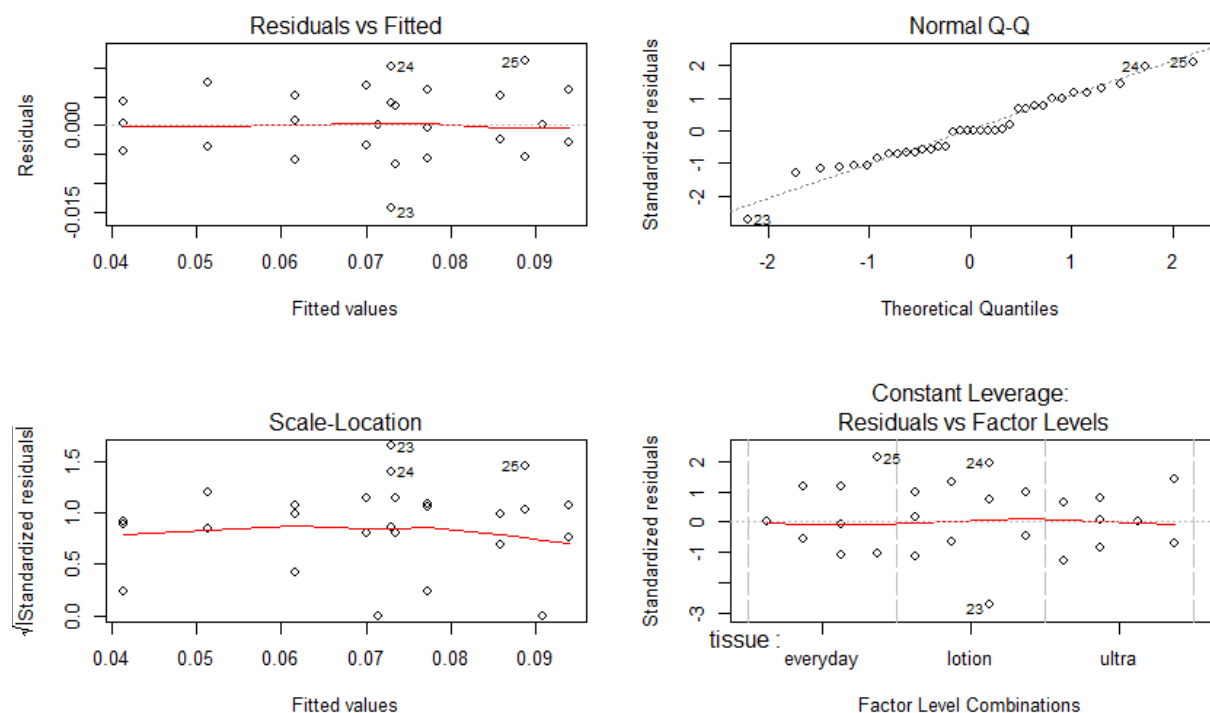 Residuals vs Fitted
Residuals
0.000
-0.015
24
25
23
0.04 0.05 0.06 0.07 0.08 0.09
Fitted values
Normal Q-Q
Standardized residuals
2
1
0
-1
-2
24
25
23
-2 -1 0 1 2
Theoretical Quantiles
Scale-Location
√|Standardized residuals|
1.5
1.0
0.5
0.0
23
24
25
0.04 0.05 0.06 0.07 0.08 0.09
Fitted values
Constant Leverage:
Residuals vs Factor Levels
Standardized residuals
2
1
0
-1
-3
25
24
23
tissue :
everyday lotion ultra
Factor Level Combinations